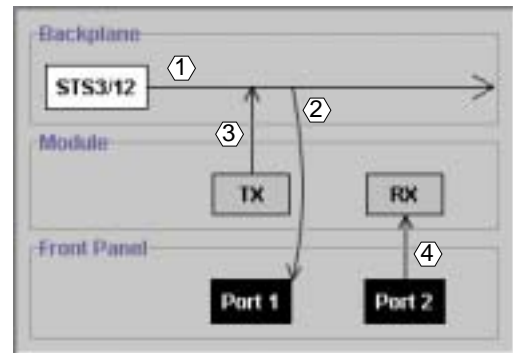 Backplane
1
STS3/12
2
3
Module
TX
RX
4
Front Panel
Port 1
Port 2